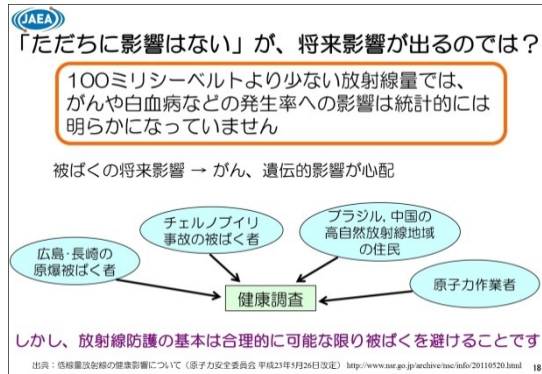 JAEA
「ただちに影響はない」が、将来影響が出るのでは？
100ミリシーベルトより少ない放射線量では、
がんや白血病などの発生率への影響は統計的には
明らかになっていません
被ばくの将来影響 → がん、遺伝的影響が心配
広島・長崎の
原爆被ばく者
チェルノブイリ
事故の被ばく者
ブラジル, 中国の
高自然放射線地域
の住民
原子力作業者
健康調査
しかし、放射線防護の基本は合理的に可能な限り被ばくを避けることです
出典：低線量放射線の健康影響について（原子力安全委員会 平成23年5月26日改定） http://www.nsr.go.jp/archive/nsc/info/20110520.html
18